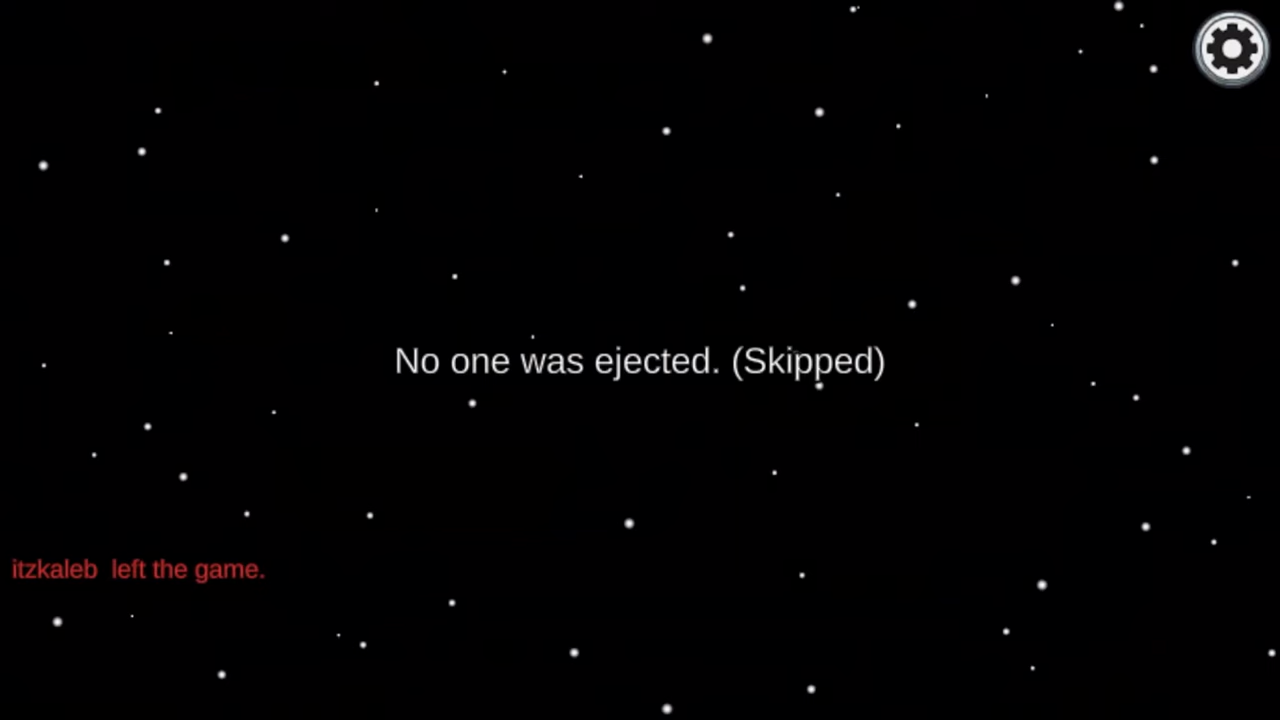 No one was ejected. (Skipped)
itzkaleb left the game.